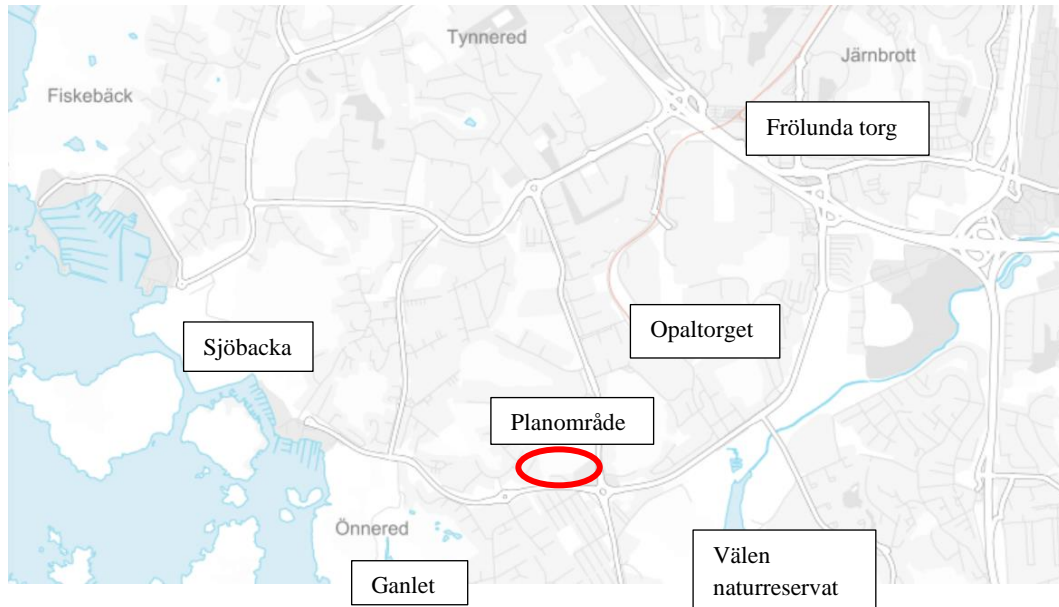 Tynnered
Järnbrott
Fiskebäck
Frölunda torg
Opaltorget
Sjöbacka
Planområde
Önnered
Välen
naturreservat
Ganlet